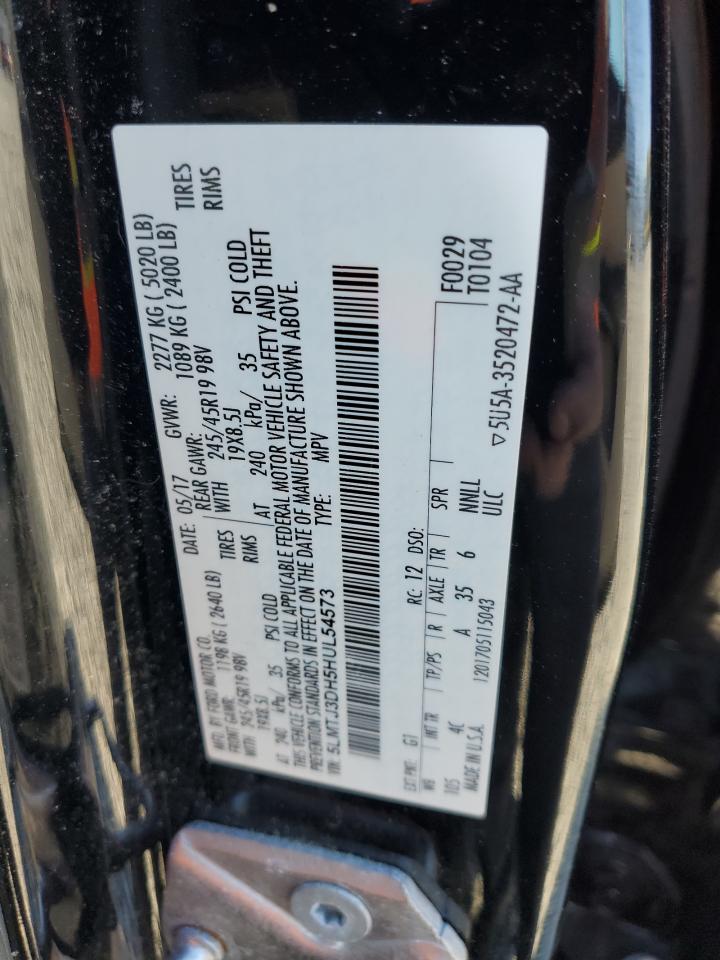 MFD. BY FORD MOTOR CO.
DATE: 05/17 GVWR: 2277 KG ( 5020 LB)
FRONT GAWR: 1198 KG ( 2640 LB) REAR GAWR: 1089 KG ( 2400 LB)
245/45R19 98V TIRES WITH 245/45R19 98V TIRES
19X8.5J RIMS 19X8.5J RIMS
AT 240 kPa/ 35 PSI COLD AT 240 kPa/ 35 PSI COLD
THIS VEHICLE CONFORMS TO ALL APPLICABLE FEDERAL MOTOR VEHICLE SAFETY AND THEFT
PREVENTION STANDARDS IN EFFECT ON THE DATE OF MANUFACTURE SHOWN ABOVE.
VIN: 5LMTJ3DH5HUL54573 TYPE: MPV
F0029
T0104
EXT PNT: G1 RC: 12 DSO:
WB INT TR TP/PS R AXLE TR SPR
105 4C A 35 6 NNLL
ULC
MADE IN U.S.A. 1201705115043
▽5U5A-3520472-AA